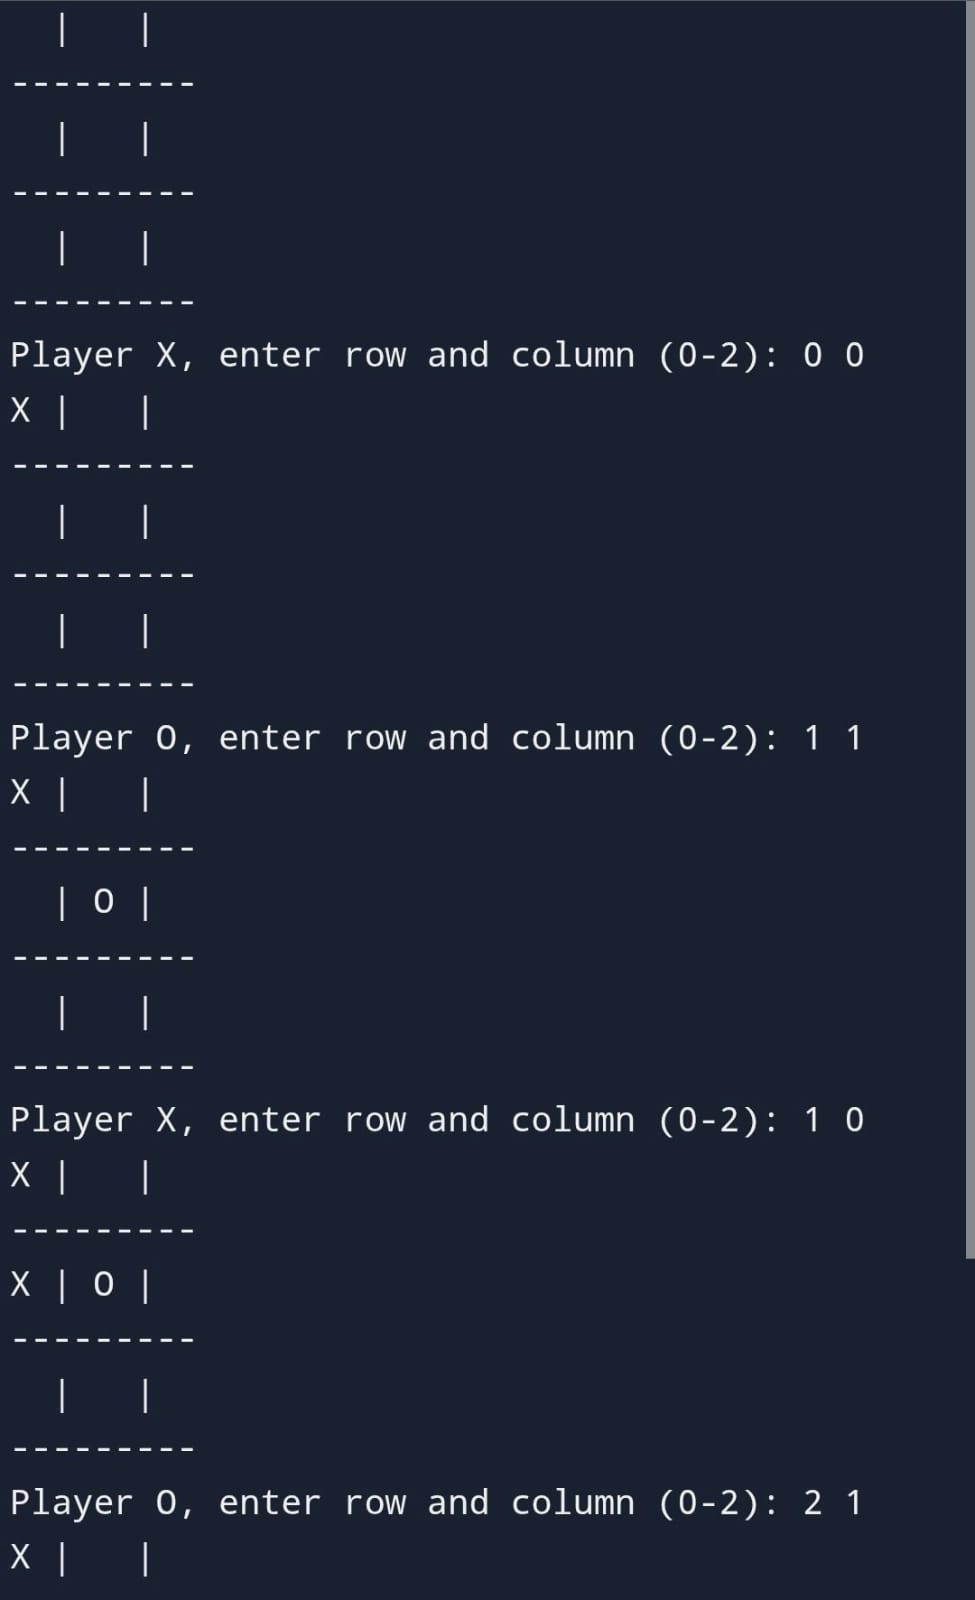 |   |
---------
  |   |
---------
  |   |
---------
Player X, enter row and column (0-2): 0 0
X |   |
---------
  |   |
---------
  |   |
---------
Player O, enter row and column (0-2): 1 1
X |   |
---------
  | O |
---------
  |   |
---------
Player X, enter row and column (0-2): 1 0
X |   |
---------
X | O |
---------
  |   |
---------
Player O, enter row and column (0-2): 2 1
X |   |